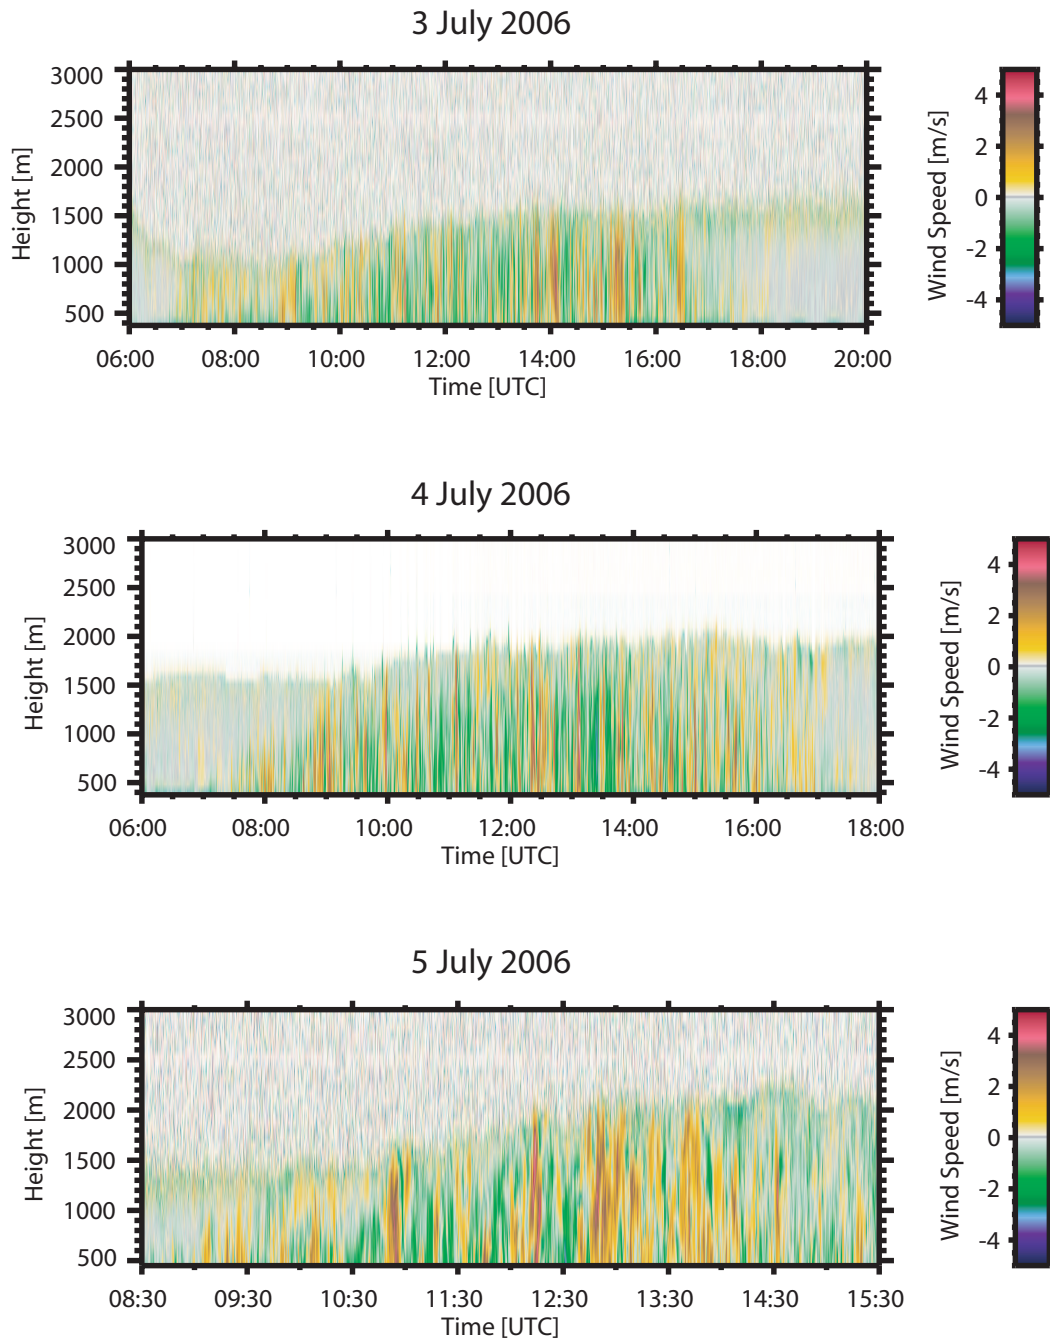 3 July 2006
3000
2500
2000
1500
1000
500
Height [m]
06:00 08:00 10:00 12:00 14:00 16:00 18:00 20:00
Time [UTC]
4
2
0
-2
-4
Wind Speed [m/s]
4 July 2006
3000
2500
2000
1500
1000
500
Height [m]
06:00 08:00 10:00 12:00 14:00 16:00 18:00
Time [UTC]
4
2
0
-2
-4
Wind Speed [m/s]
5 July 2006
3000
2500
2000
1500
1000
500
Height [m]
08:30 09:30 10:30 11:30 12:30 13:30 14:30 15:30
Time [UTC]
4
2
0
-2
-4
Wind Speed [m/s]